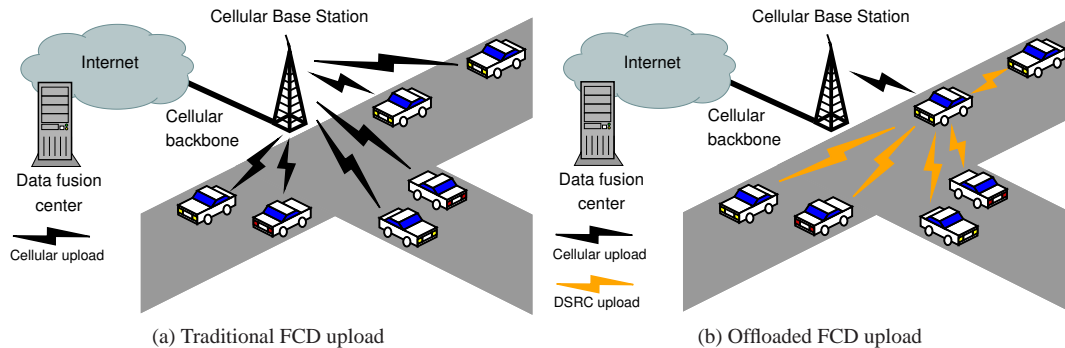 Cellular Base Station
Internet
Cellular
backbone
Data fusion
center
Cellular upload
(a) Traditional FCD upload
Cellular Base Station
Internet
Cellular
backbone
Data fusion
center
Cellular upload
DSRC upload
(b) Offloaded FCD upload